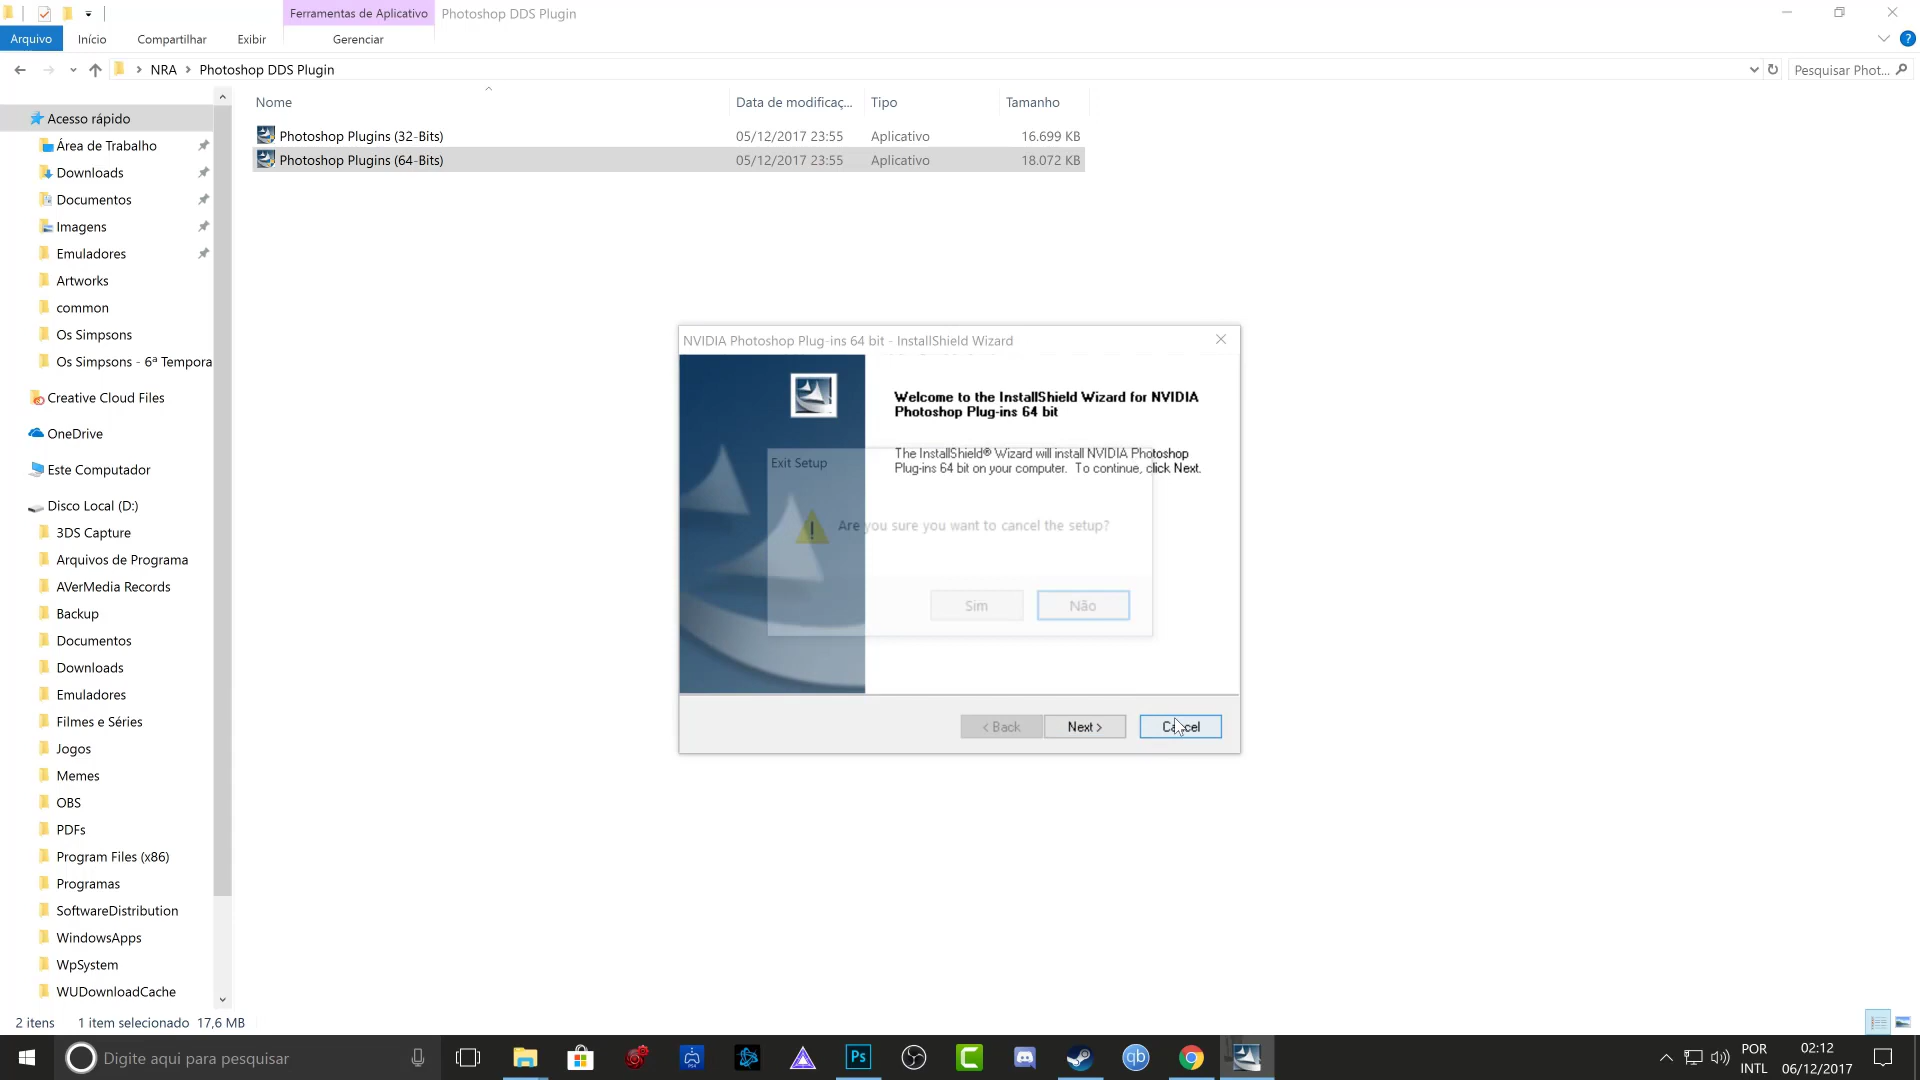 Ferramentas de Aplicativo
Photoshop DDS Plugin
Arquivo
Início
Compartilhar
Exibir
Gerenciar
NRA
Photoshop DDS Plugin
Pesquisar Phot...
Nome
Data de modificaç...
Tipo
Tamanho
Photoshop Plugins (32-Bits)
05/12/2017 23:55
Aplicativo
16.699 KB
Photoshop Plugins (64-Bits)
05/12/2017 23:55
Aplicativo
18.072 KB
Acesso rápido
Área de Trabalho
Downloads
Documentos
Imagens
Emuladores
Artworks
common
Os Simpsons
Os Simpsons - 6ª Tempora
Creative Cloud Files
OneDrive
Este Computador
Disco Local (D:)
3DS Capture
Arquivos de Programa
AVerMedia Records
Backup
Documentos
Downloads
Emuladores
Filmes e Séries
Jogos
Memes
OBS
PDFs
Program Files (x86)
Programas
SoftwareDistribution
WindowsApps
WpSystem
WUDownloadCache
NVIDIA Photoshop Plug-ins 64 bit - InstallShield Wizard
Welcome to the InstallShield Wizard for NVIDIA
Photoshop Plug-ins 64 bit
The InstallShield® Wizard will install NVIDIA Photoshop
Plug-ins 64 bit on your computer. To continue, click Next.
Exit Setup
Are you sure you want to cancel the setup?
Sim
Não
< Back
Next >
Cancel
2 itens
1 item selecionado 17,6 MB
Digite aqui para pesquisar
Ps
qb
POR
INTL
02:12
06/12/2017